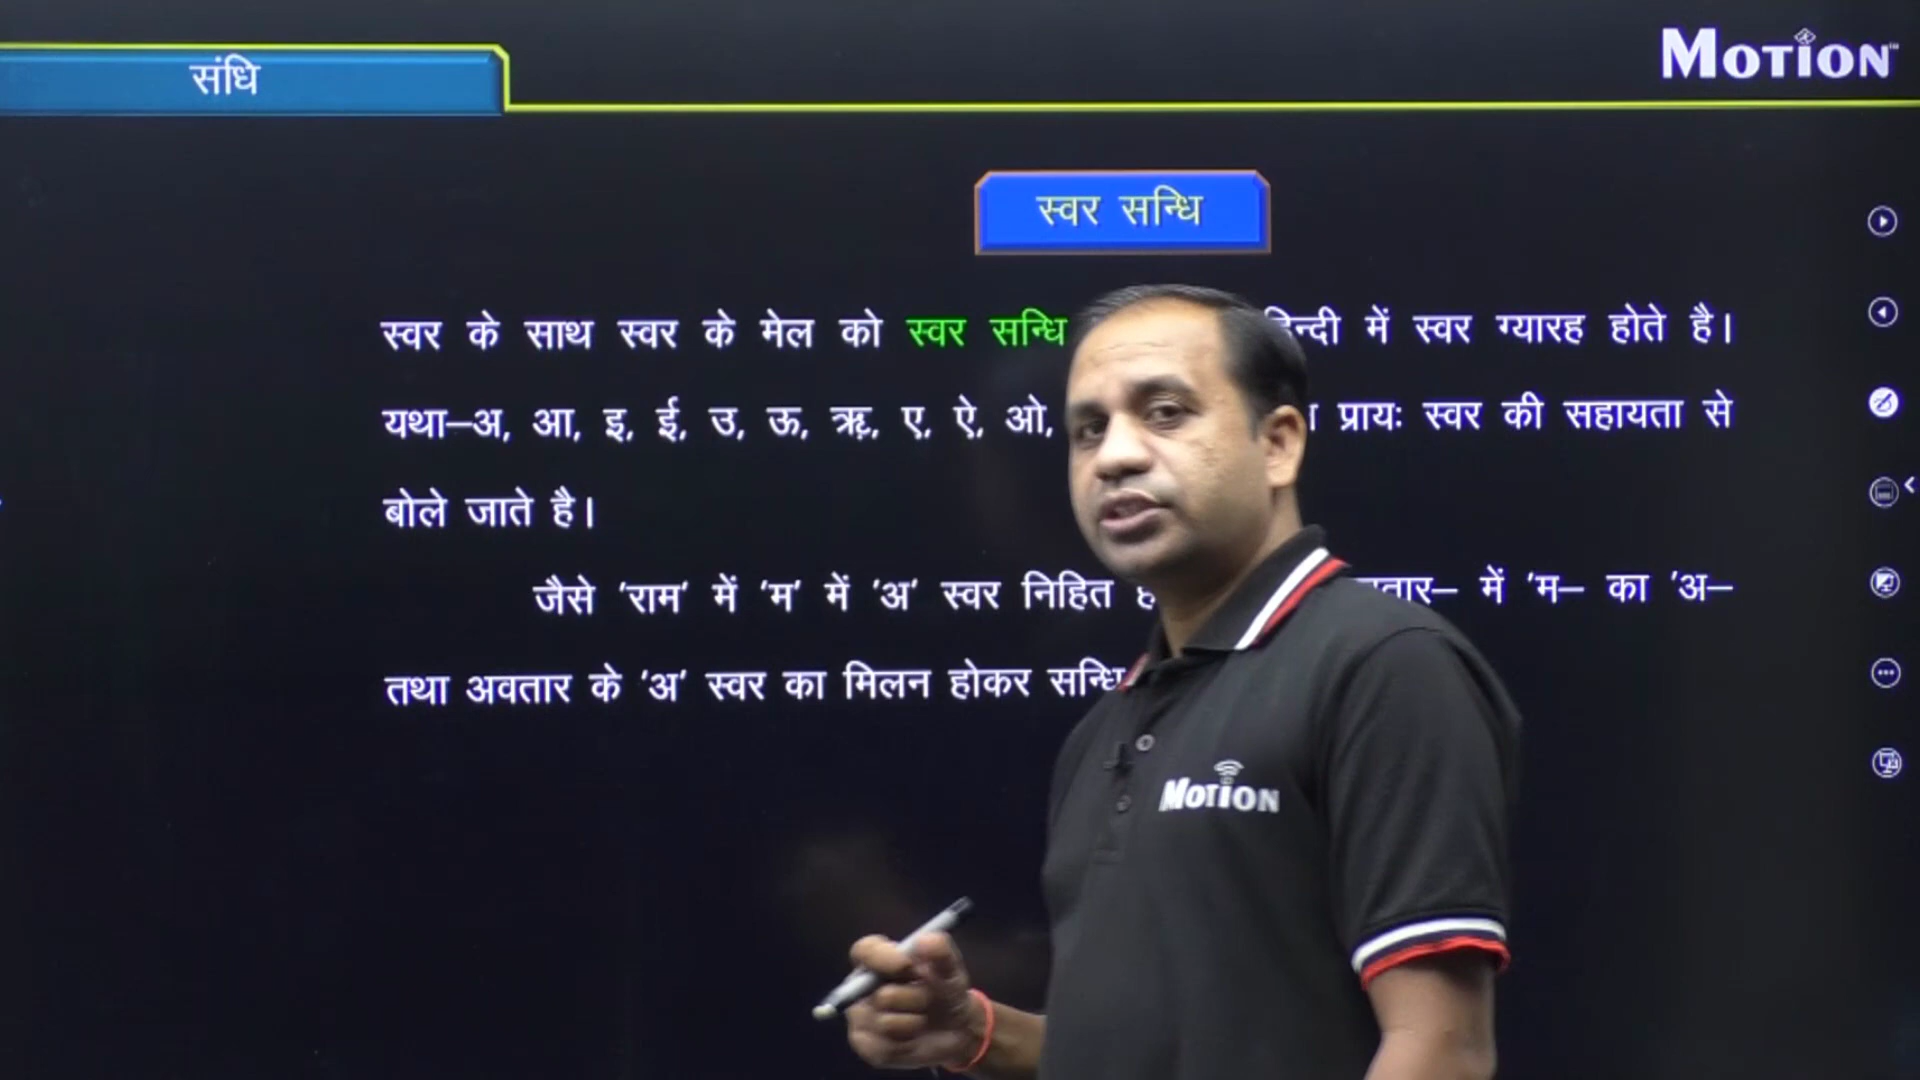 संधि
MOTION
स्वर सन्धि
स्वर के साथ स्वर के मेल को स्वर सन्धि में स्वर ग्यारह होते है।
यथा–अ, आ, इ, ई, उ, ऊ, ऋ, ए, ऐ, ओ, प्रायः स्वर की सहायता से
बोले जाते है।
जैसे ‘राम’ में ‘म’ में ‘अ’ स्वर निहित में ‘म– का ‘अ–
तथा अवतार के ‘अ’ स्वर का मिलन होकर सन्धि
MOTION